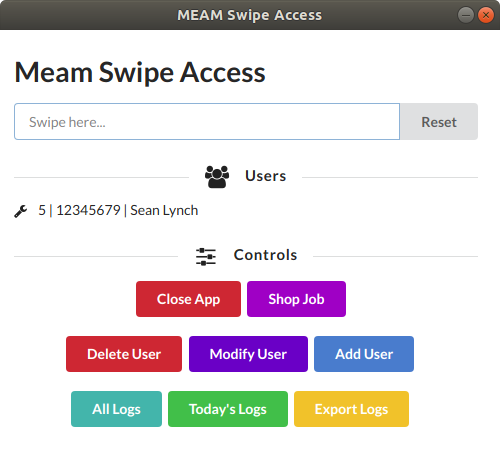 MEAM Swipe Access
Meam Swipe Access
Swipe here...
Reset
Users
5 | 12345679 | Sean Lynch
Controls
Close App
Shop Job
Delete User
Modify User
Add User
All Logs
Today's Logs
Export Logs